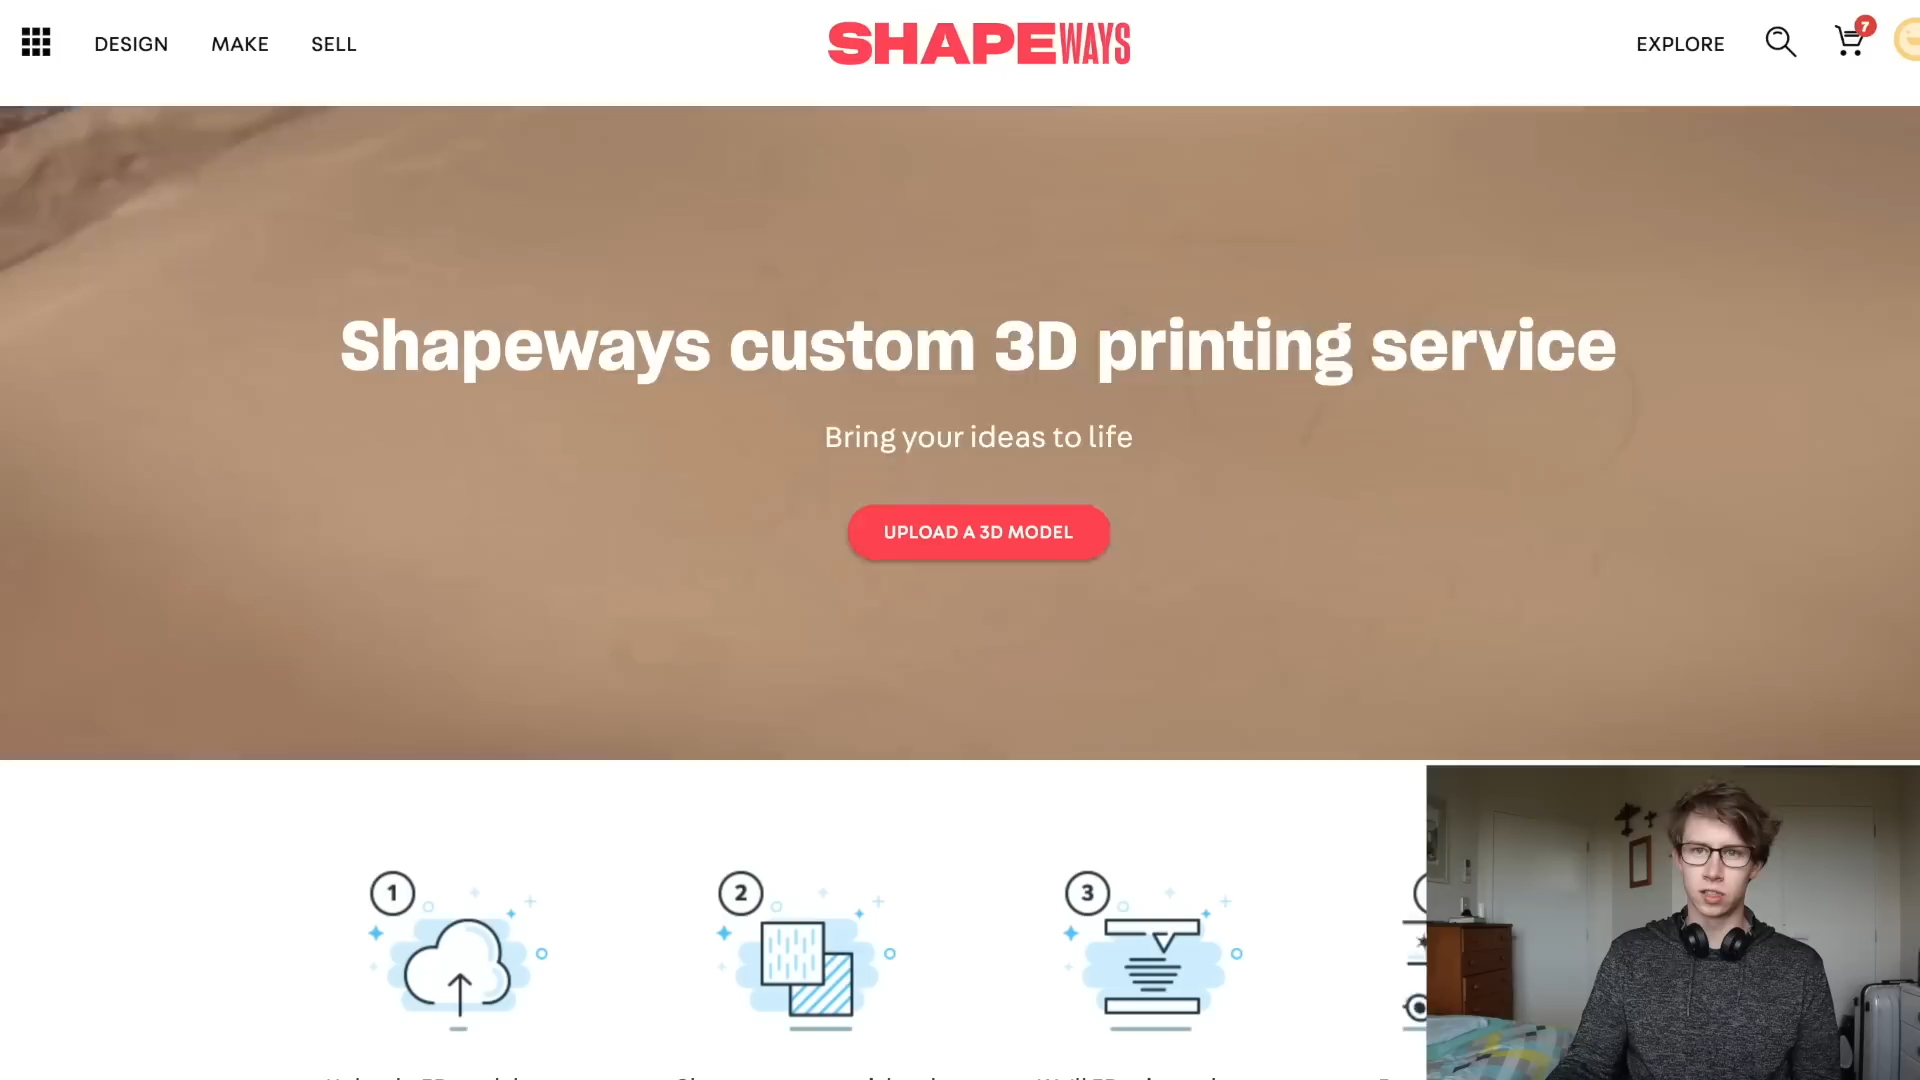 DESIGN MAKE SELL SHAPEWAYS EXPLORE 7
Shapeways custom 3D printing service
Bring your ideas to life
UPLOAD A 3D MODEL
1 2 3